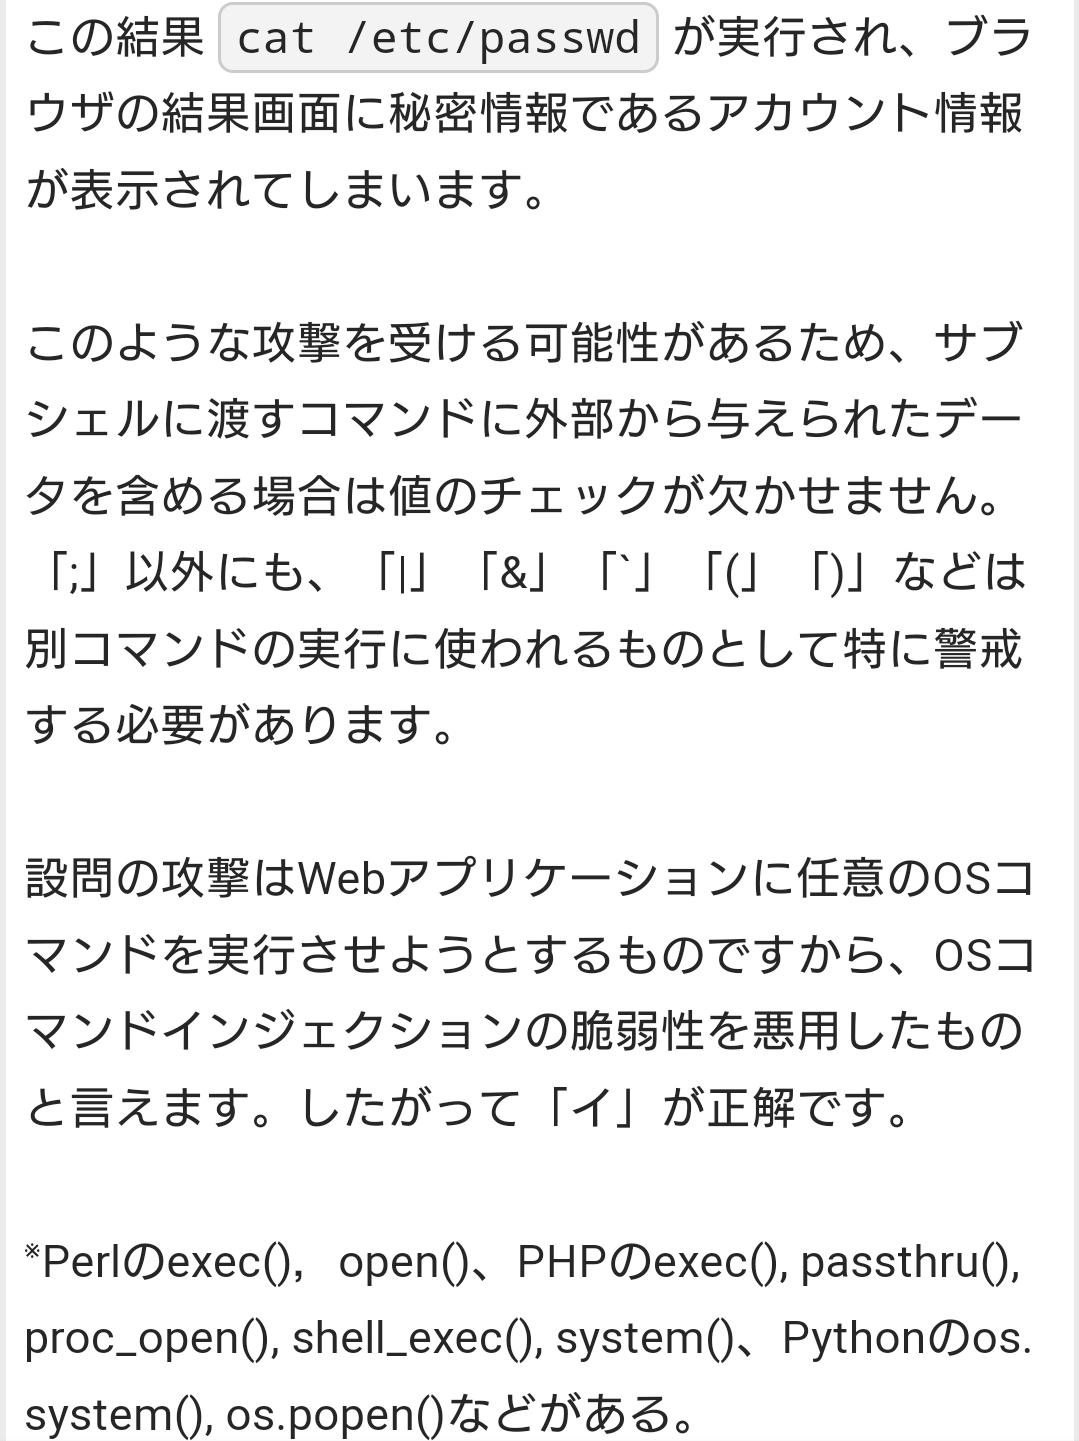 この結果 cat /etc/passwd が実行され、ブラ
ウザの結果画面に秘密情報であるアカウント情報
が表示されてしまいます。
このような攻撃を受ける可能性があるため、サブ
シェルに渡すコマンドに外部から与えられたデー
タを含める場合は値のチェックが欠かせません。
「;」以外にも、「|」「&」「`」「(」「)」などは
別コマンドの実行に使われるものとして特に警戒
する必要があります。
設問の攻撃はWebアプリケーションに任意のOSコ
マンドを実行させようとするものですから、OSコ
マンドインジェクションの脆弱性を悪用したもの
と言えます。したがって「イ」が正解です。
※Perlのexec()，open()、PHPのexec(), passthru(),
proc_open(), shell_exec(), system()、Pythonのos.
system(), os.popen()などがある。